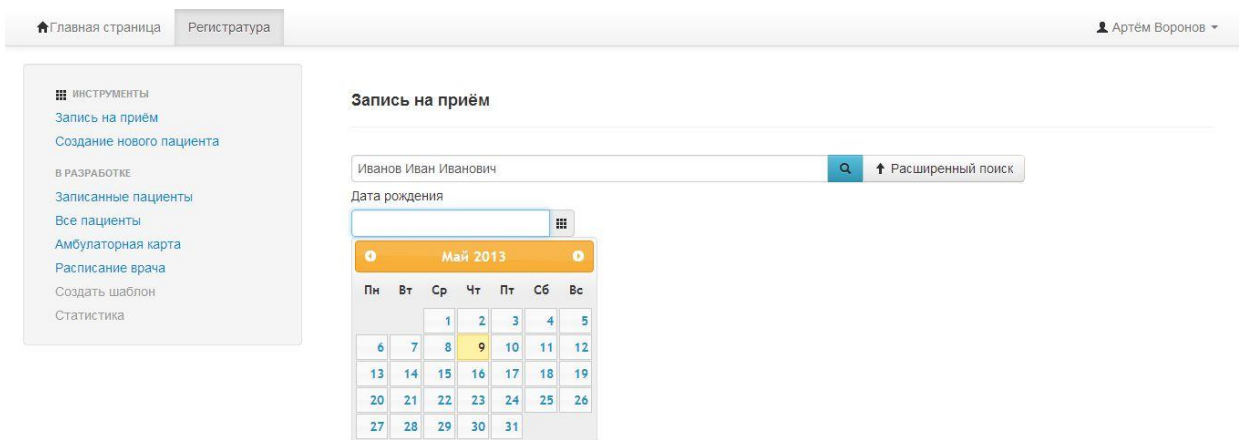 Главная страница Регистратура Артём Воронов
ИНСТРУМЕНТЫ
Запись на приём
Создание нового пациента
В РАЗРАБОТКЕ
Записанные пациенты
Все пациенты
Амбулаторная карта
Расписание врача
Создать шаблон
Статистика
Запись на приём
Иванов Иван Иванович Расширенный поиск
Дата рождения
Май 2013
Пн Вт Ср Чт Пт Сб Вс
1 2 3 4 5
6 7 8 9 10 11 12
13 14 15 16 17 18 19
20 21 22 23 24 25 26
27 28 29 30 31